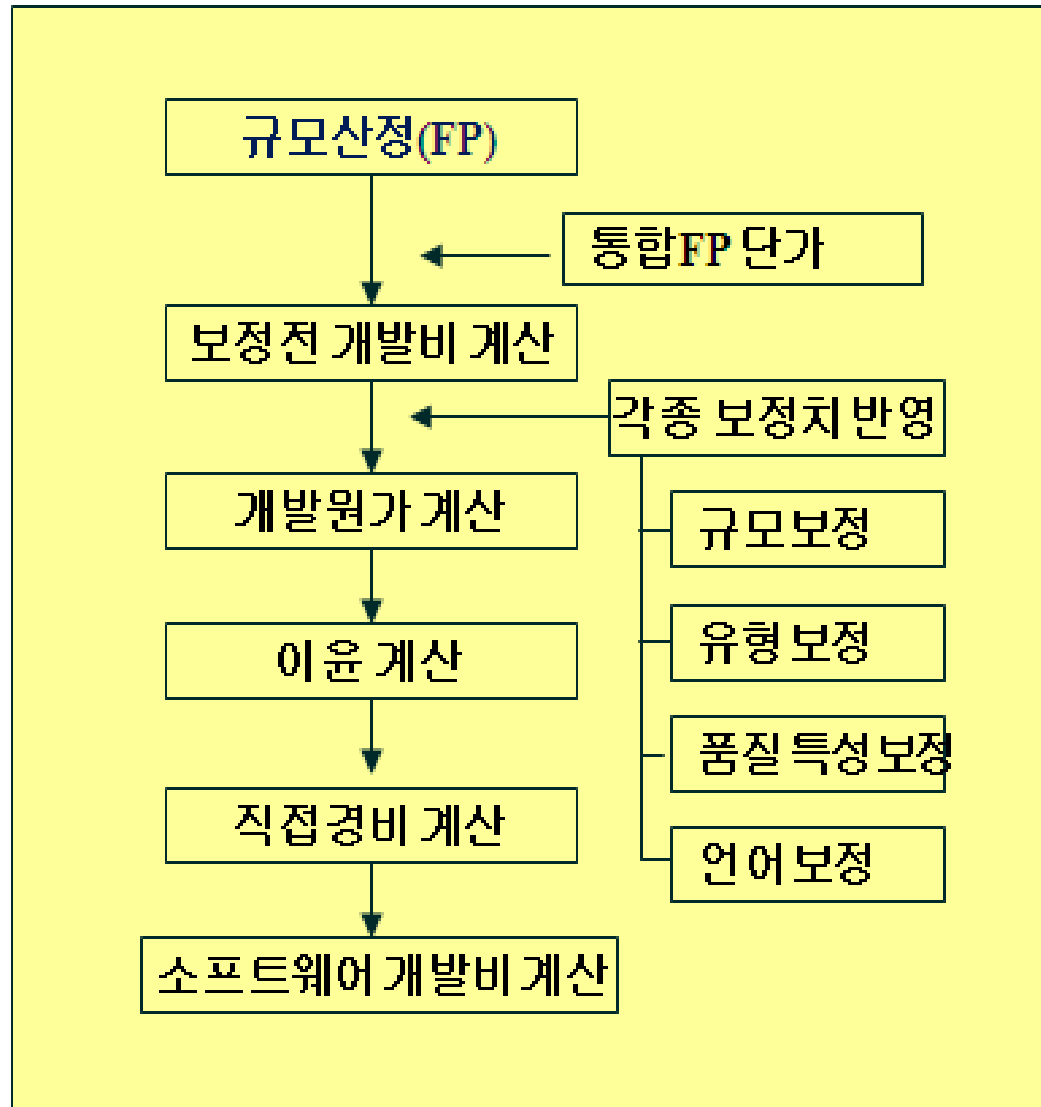 규모산정(FP)
통합FP 단가
보정전 개발비 계산
각종 보정치 반영
개발원가 계산
규모 보정
유형 보정
이윤 계산
품질 특성 보정
직접경비 계산
언어 보정
소프트웨어 개발비 계산